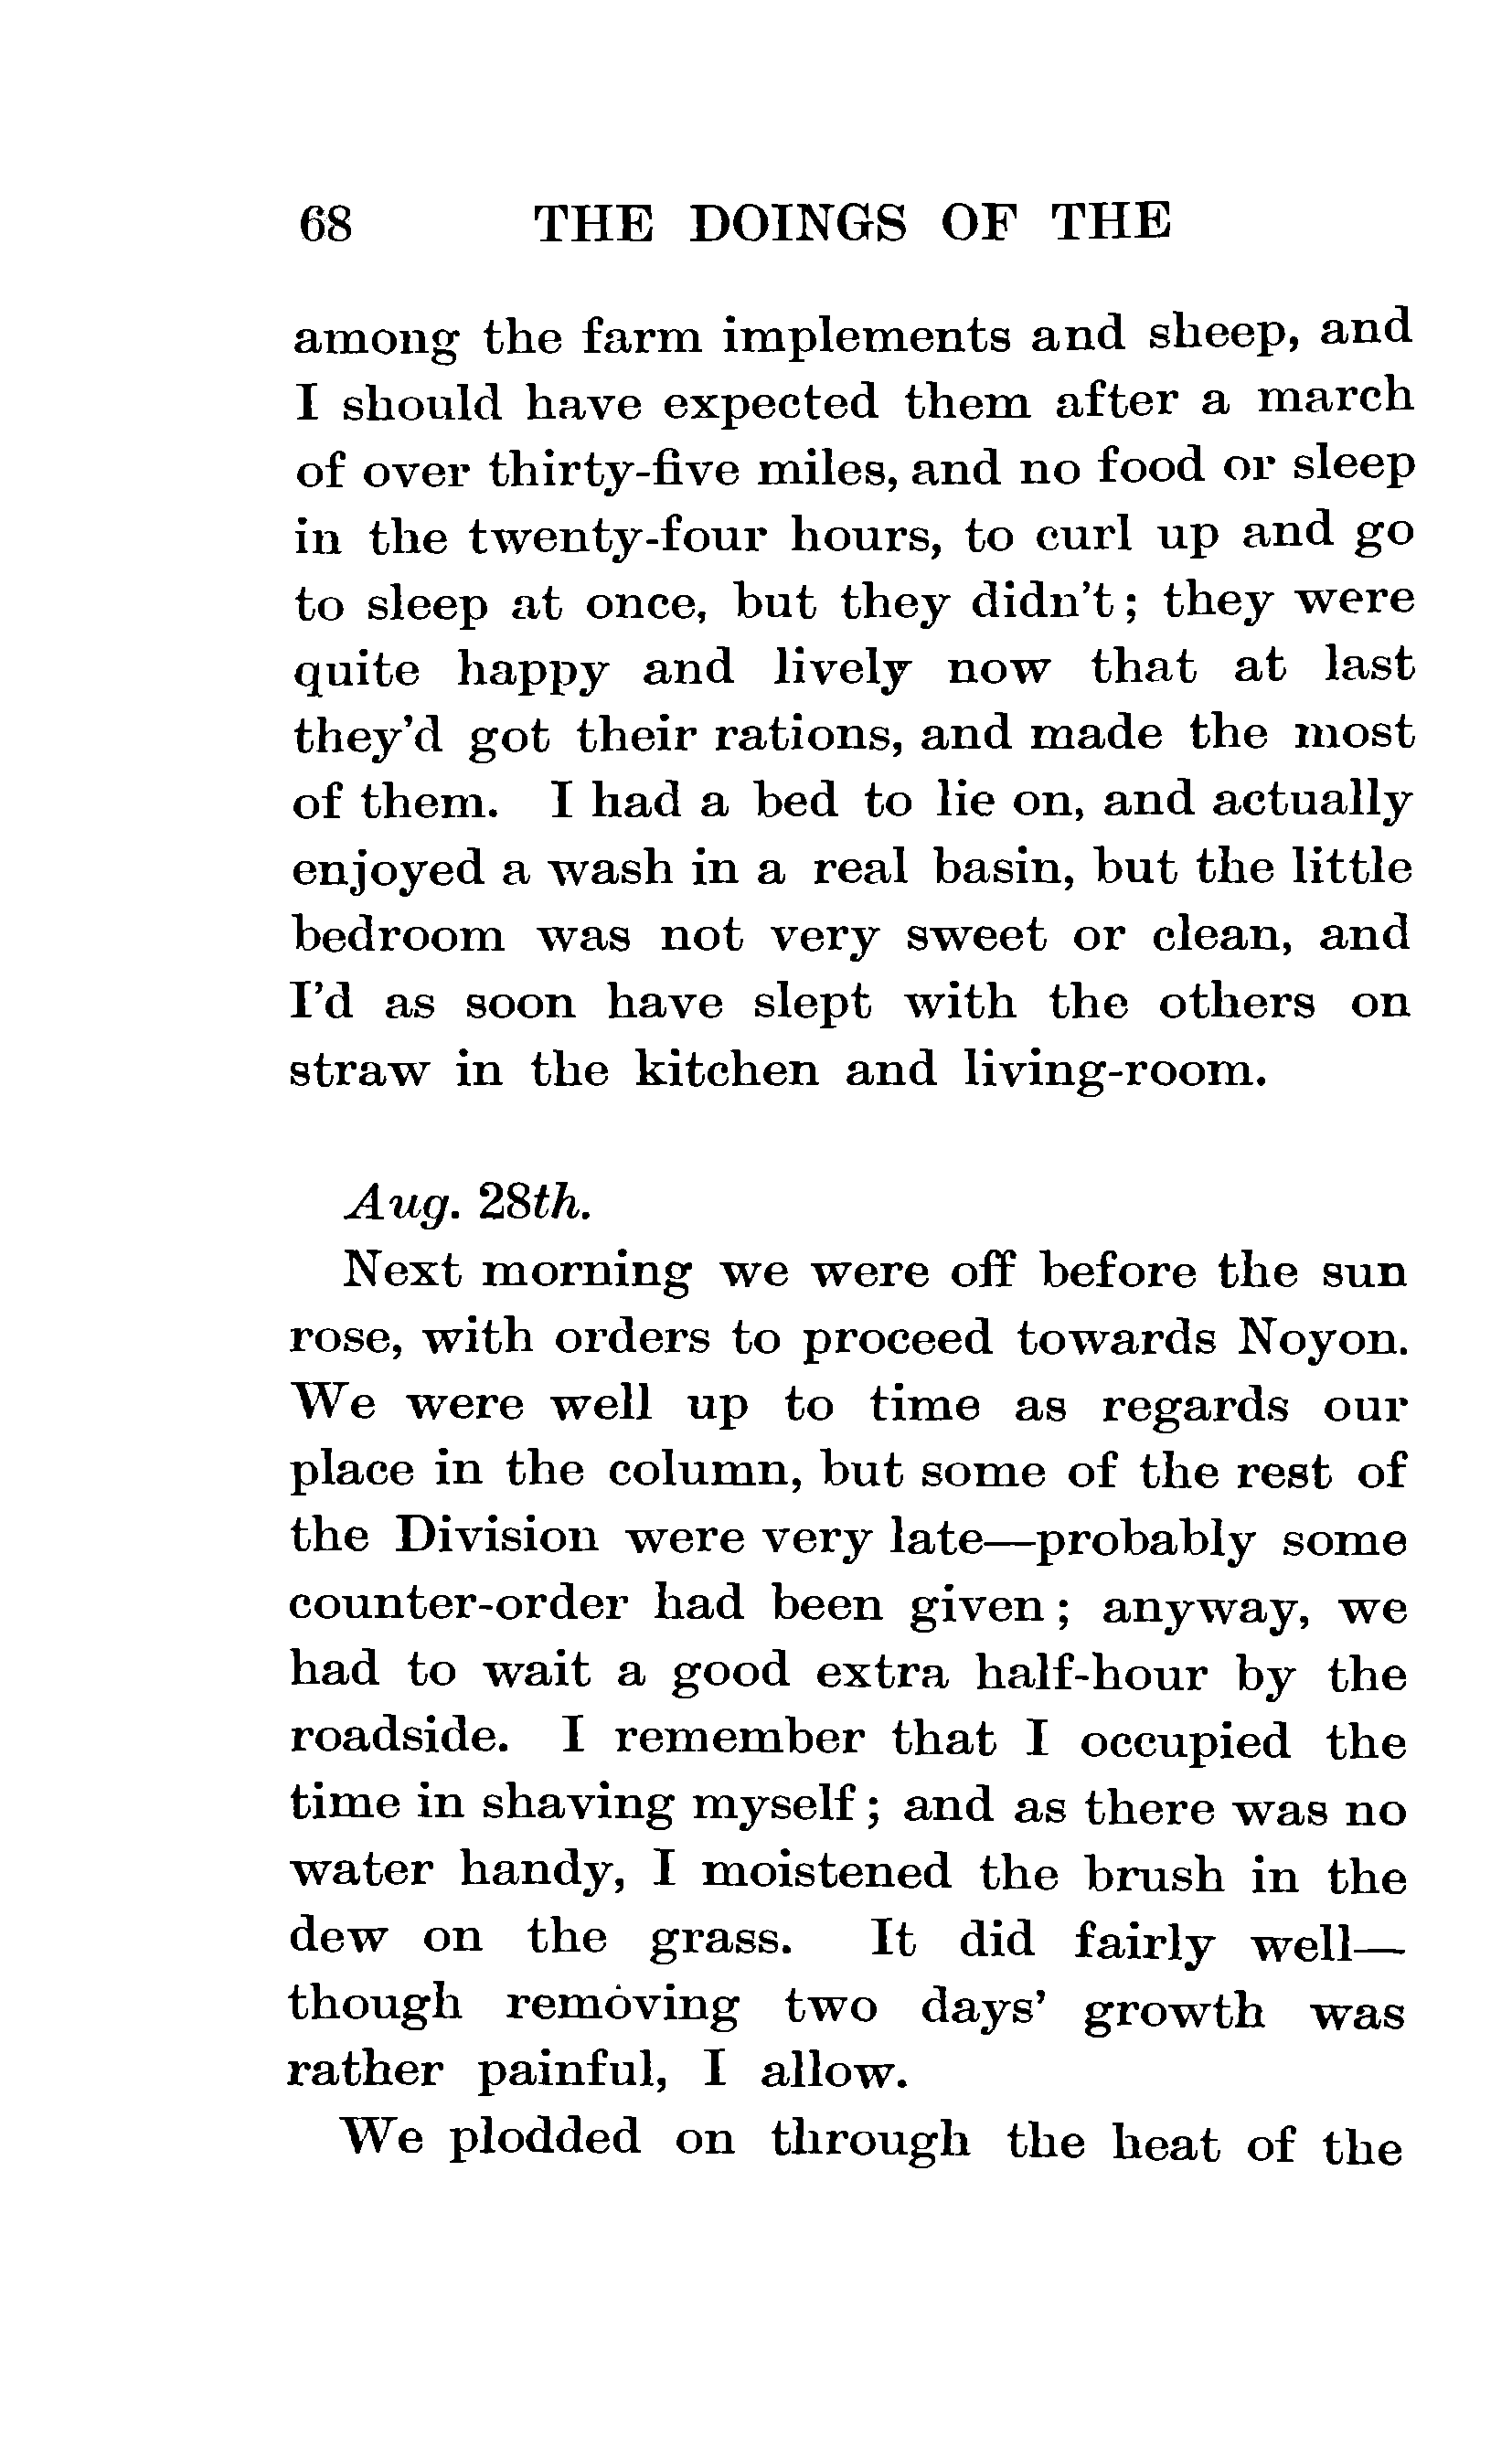 68 THE DOINGS OF THE
among the farm implements and sheep, and
I should have expected them after a march
of over thirty-five miles, and no food or sleep
in the twenty-four hours, to curl up and go
to sleep at once, but they didn't; they were
quite happy and lively now that at last
they'd got their rations, and made the most
of them. I had a bed to lie on, and actually
enjoyed a wash in a real basin, but the little
bedroom was not very sweet or clean, and
I'd as soon have slept with the others on
straw in the kitchen and living-room.
Aug. 28th.
Next morning we were off before the sun
rose, with orders to proceed towards Noyon.
We were well up to time as regards our
place in the column, but some of the rest of
the Division were very late—probably some
counter-order had been given; anyway, we
had to wait a good extra half-hour by the
roadside. I remember that I occupied the
time in shaving myself; and as there was no
water handy, I moistened the brush in the
dew on the grass. It did fairly well—
though removing two days' growth was
rather painful, I allow.
We plodded on through the heat of the